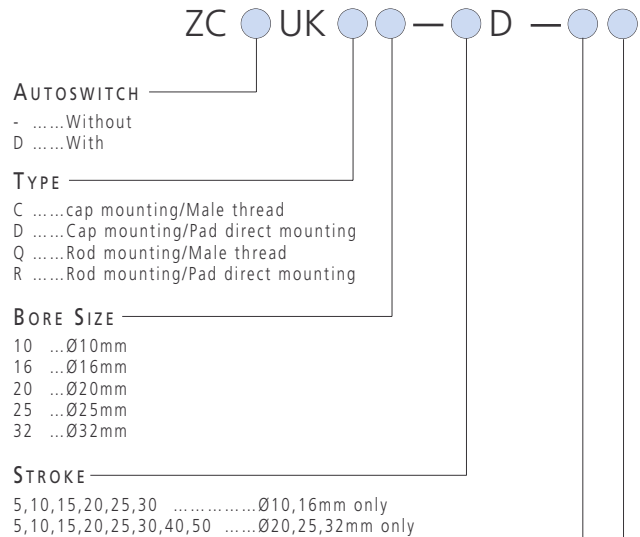 ZC UK — D —
AUTOSWITCH
- ……Without
D ……With
TYPE
C ……cap mounting/Male thread
D ……Cap mounting/Pad direct mounting
Q ……Rod mounting/Male thread
R ……Rod mounting/Pad direct mounting
BORE SIZE
10 …Ø10mm
16 …Ø16mm
20 …Ø20mm
25 …Ø25mm
32 …Ø32mm
STROKE
5,10,15,20,25,30 ……………Ø10,16mm only
5,10,15,20,25,30,40,50 ……Ø20,25,32mm only